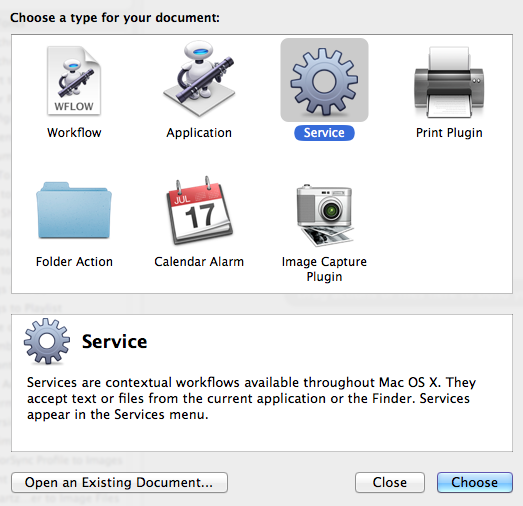 Choose a type for your document:
WFLOW
Workflow
Application
Service
Print Plugin
JUL
17
Folder Action
Calendar Alarm
Image Capture
Plugin
Service
Services are contextual workflows available throughout Mac OS X. They
accept text or files from the current application or the Finder. Services
appear in the Services menu.
Open an Existing Document...
Close
Choose